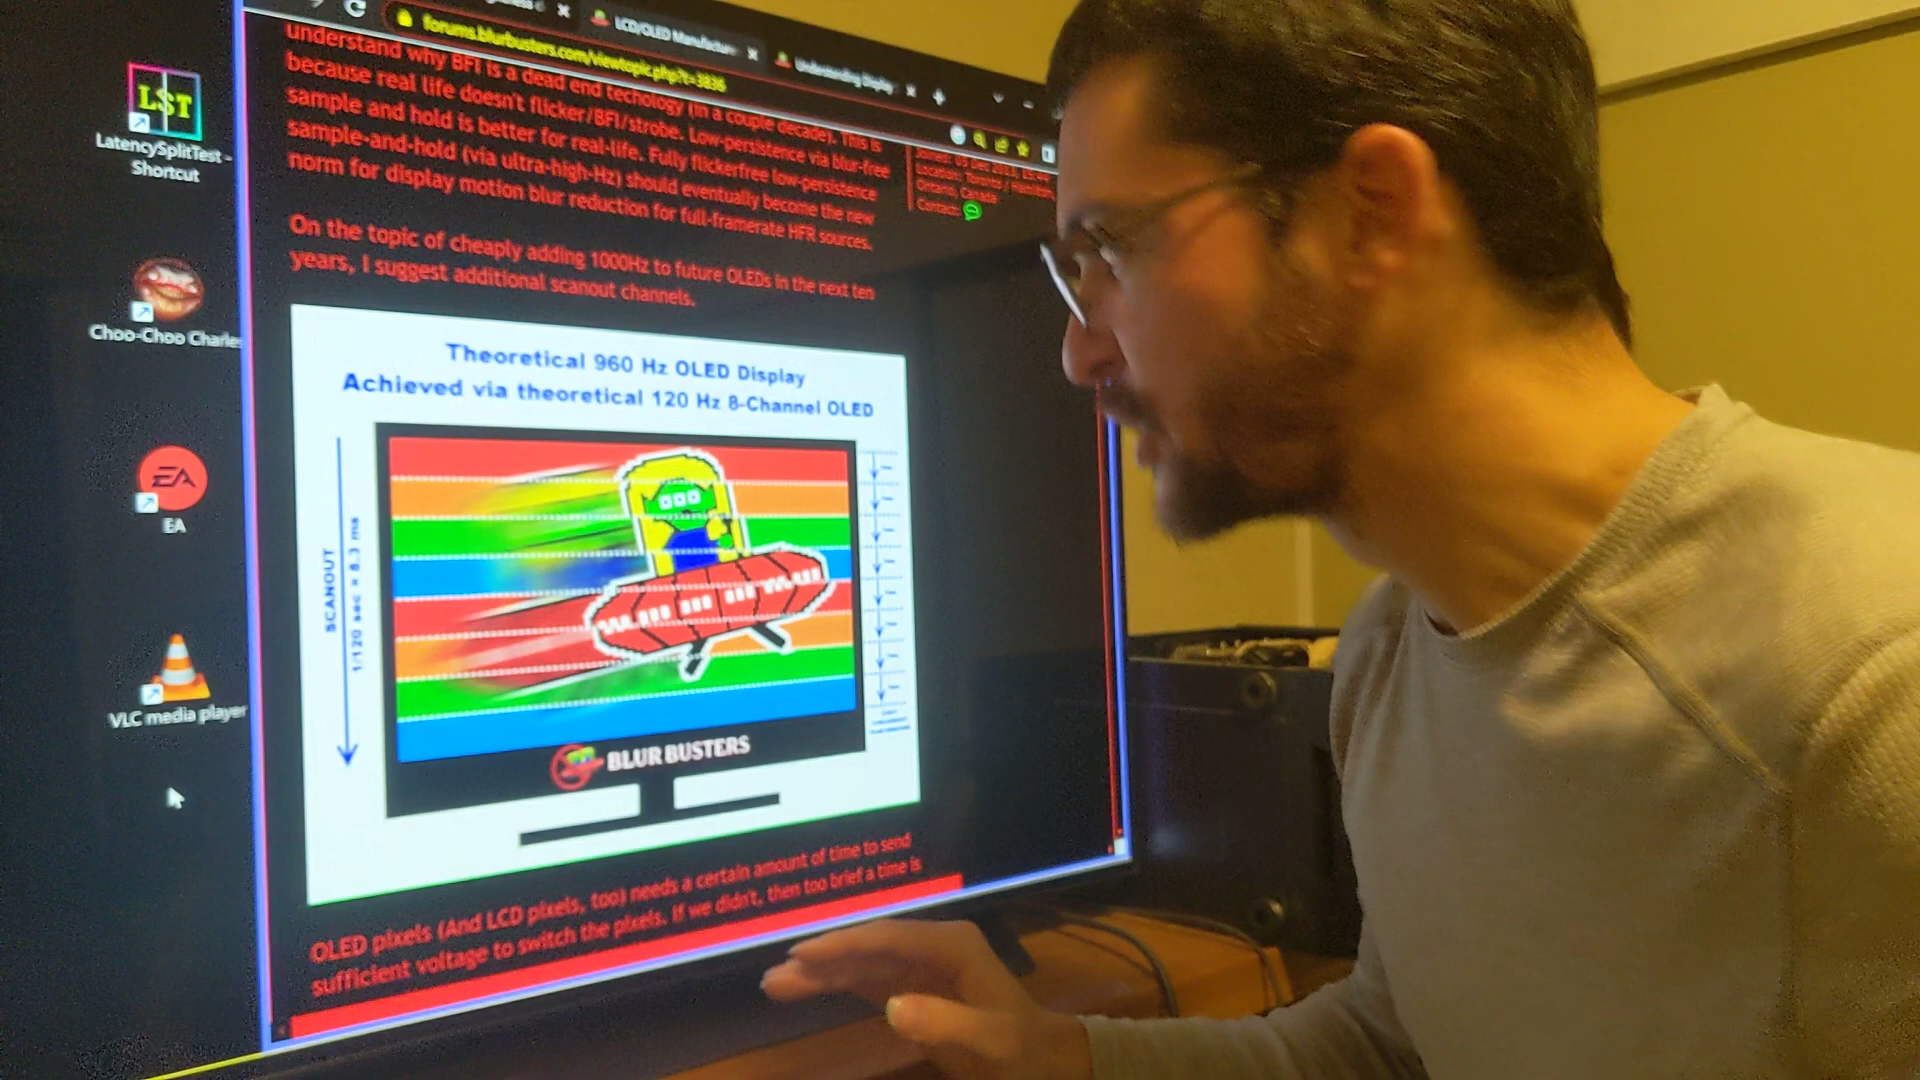 LCD/OLED Manufacture
Understanding Display
forums.blurbusters.com/viewtopic.php?t=3836
understand why BFI is a dead end techology (in a couple decade). This is
because real life doesn't flicker/BFI/strobe. Low-persistence via blur-free
sample and hold is better for real-life. Fully flickerfree low-persistence
sample-and-hold (via ultra-high-Hz) should eventually become the new
norm for display motion blur reduction for full-framerate HFR sources.
Location: Toronto / Hamilton,
Ontario, Canada
Contact:
On the topic of cheaply adding 1000Hz to future OLEDs in the next ten
years, I suggest additional scanout channels.
LST
LatencySplitTest -
Shortcut
Choo-Choo Charles
EA
EA
VLC media player
Theoretical 960 Hz OLED Display
Achieved via theoretical 120 Hz 8-Channel OLED
SCANOUT
1/120 sec = 8.3 ms
BLUR BUSTERS
OLED pixels (And LCD pixels, too) needs a certain amount of time to send
sufficient voltage to switch the pixels. If we didn't, then too brief a time is